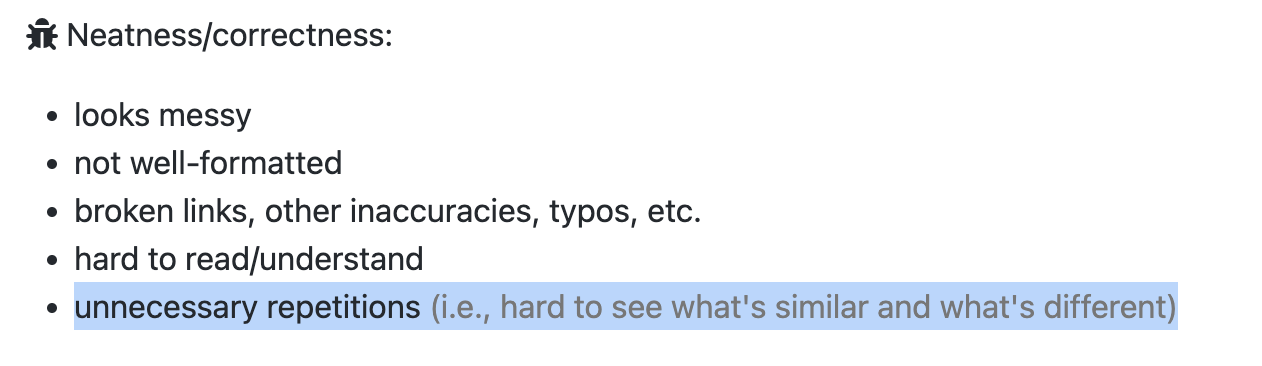 Neatness/correctness:
• looks messy
• not well-formatted
• broken links, other inaccuracies, typos, etc.
• hard to read/understand
• unnecessary repetitions (i.e., hard to see what's similar and what's different)